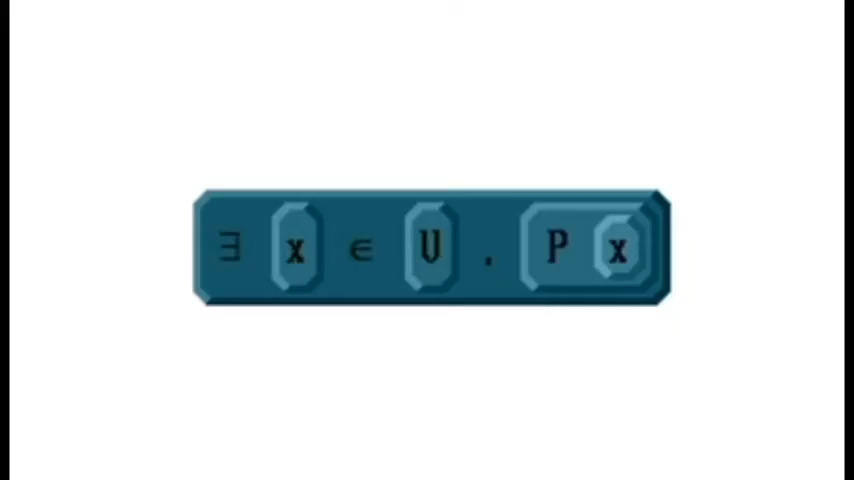 ∃ x ∈ U . P x